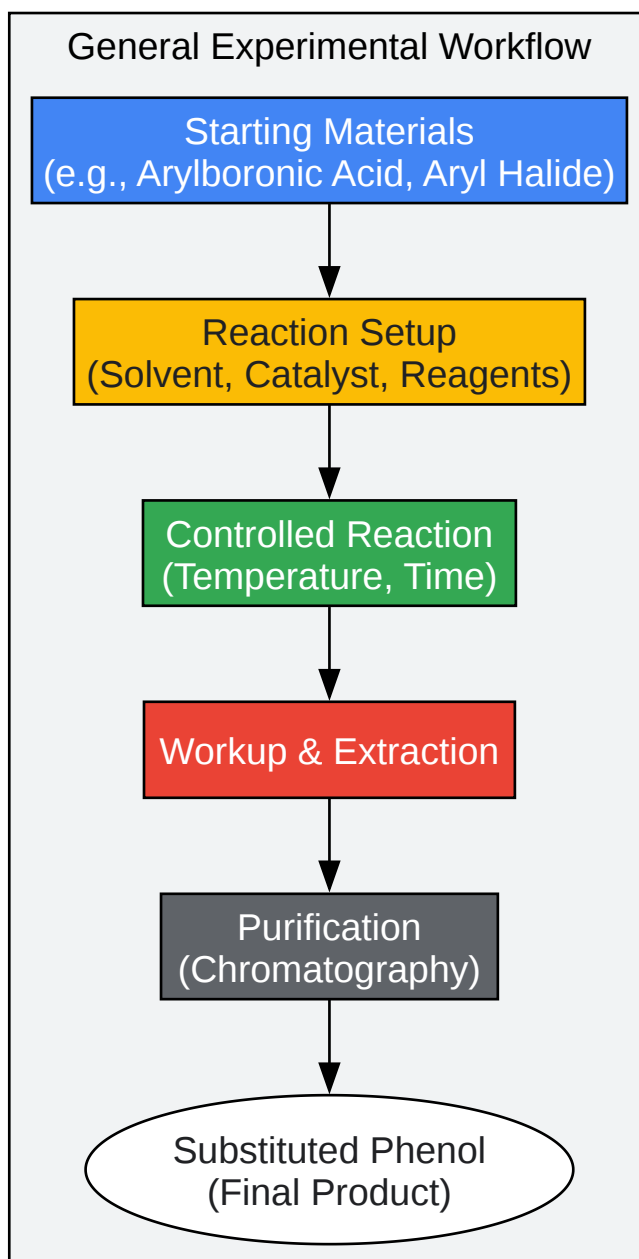 General Experimental Workflow
Starting Materials
(e.g., Arylboronic Acid, Aryl Halide)
Reaction Setup
(Solvent, Catalyst, Reagents)
Controlled Reaction
(Temperature, Time)
Workup & Extraction
Purification
(Chromatography)
Substituted Phenol
(Final Product)